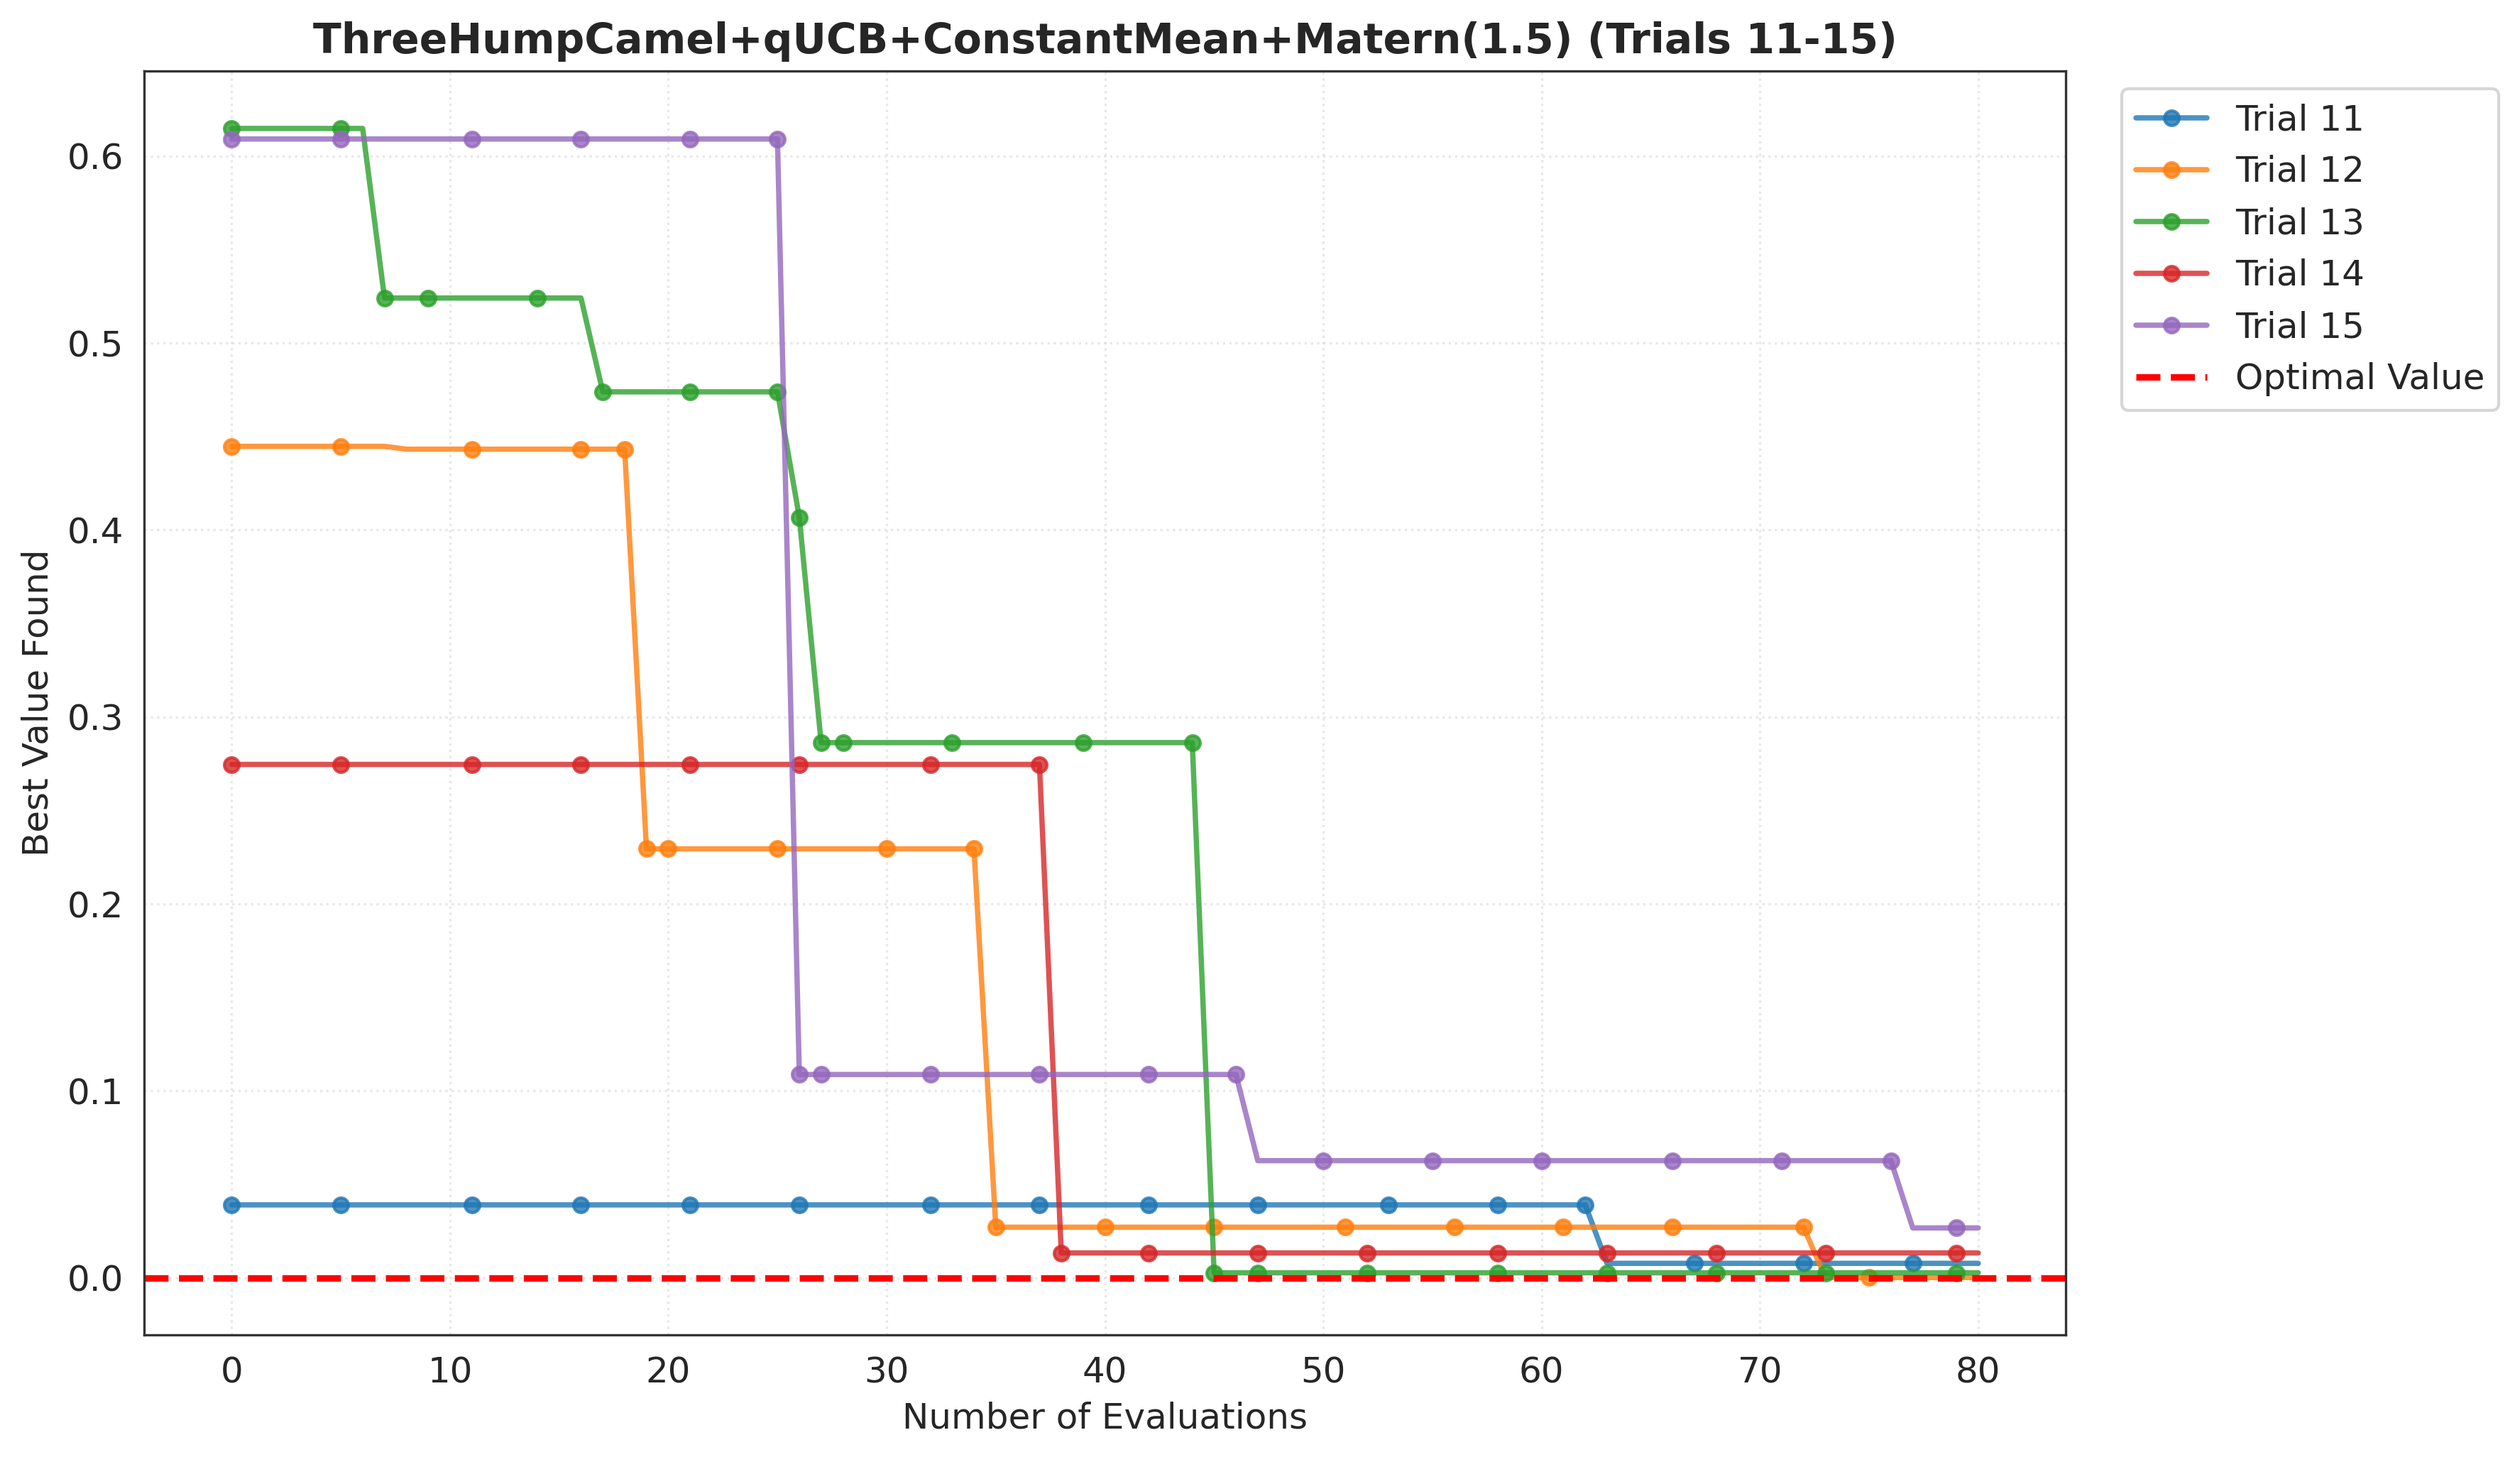 ThreeHumpCamel+qUCB+ConstantMean+Matern(1.5) (Trials 11-15)
Trial 11
Trial 12
Trial 13
Trial 14
Trial 15
Optimal Value
Best Value Found
0.6
0.5
0.4
0.3
0.2
0.1
0.0
0 10 20 30 40 50 60 70 80
Number of Evaluations